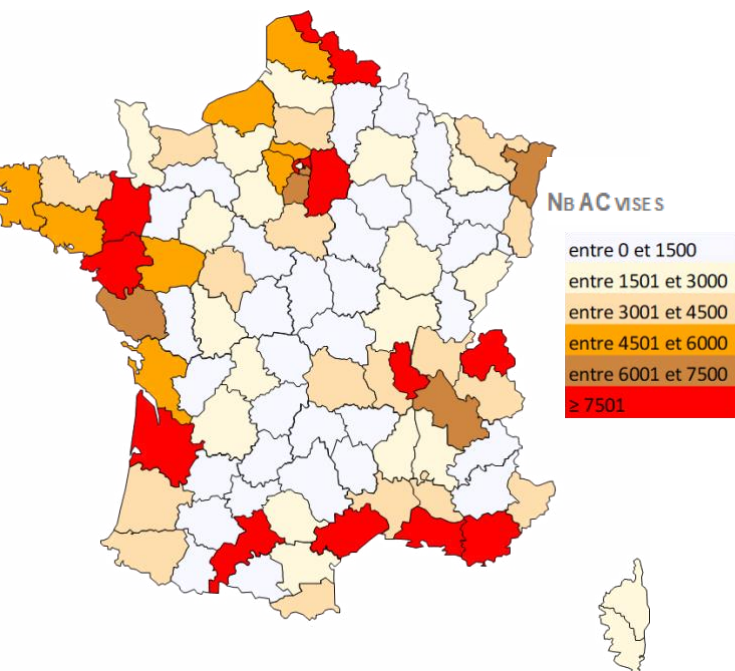 NB AC VISES
entre 0 et 1500
entre 1501 et 3000
entre 3001 et 4500
entre 4501 et 6000
entre 6001 et 7500
≥ 7501